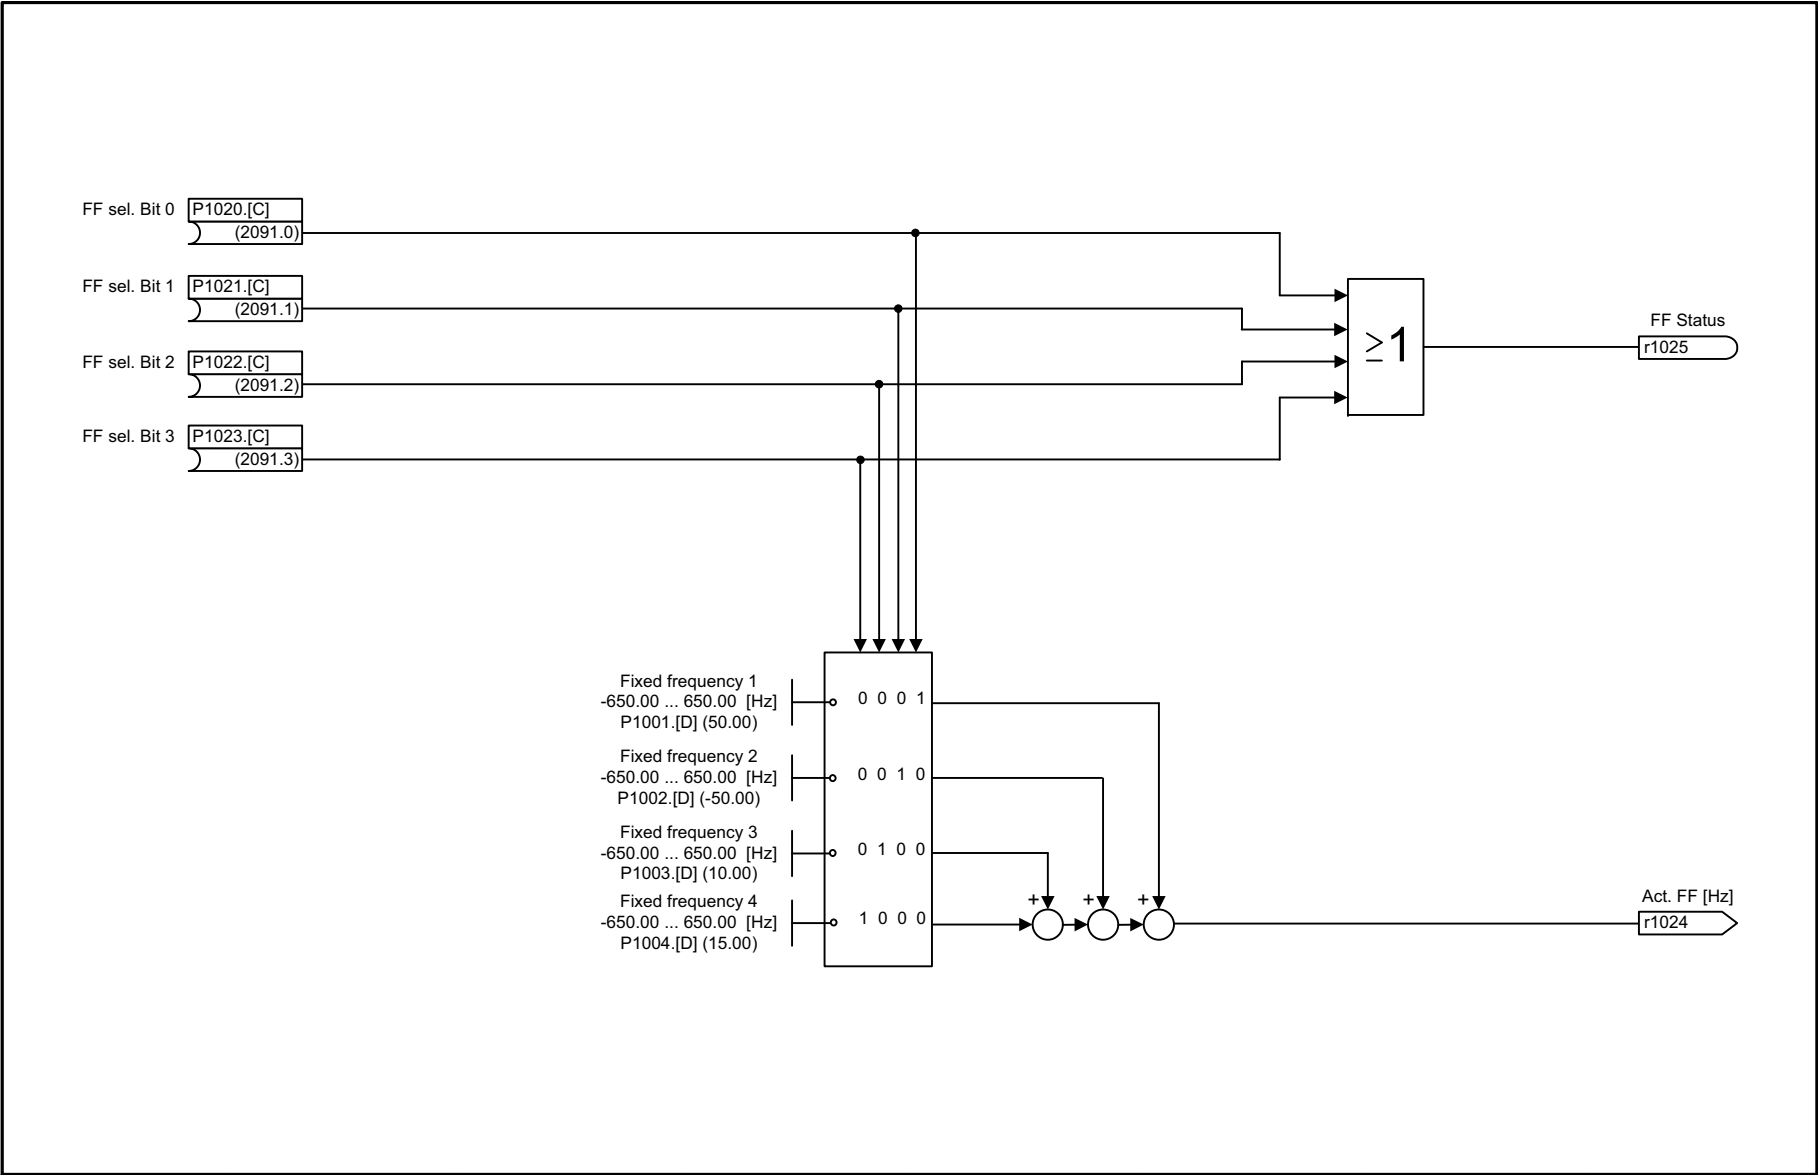 FF sel. Bit 0 P1020.[C]
(2091.0)
FF sel. Bit 1 P1021.[C]
(2091.1)
FF sel. Bit 2 P1022.[C]
(2091.2)
FF sel. Bit 3 P1023.[C]
(2091.3)
≥1
FF Status
r1025
Fixed frequency 1
-650.00 ... 650.00 [Hz]
P1001.[D] (50.00)
0 0 0 1
Fixed frequency 2
-650.00 ... 650.00 [Hz]
P1002.[D] (-50.00)
0 0 1 0
Fixed frequency 3
-650.00 ... 650.00 [Hz]
P1003.[D] (10.00)
0 1 0 0
Fixed frequency 4
-650.00 ... 650.00 [Hz]
P1004.[D] (15.00)
1 0 0 0
+ + +
Act. FF [Hz]
r1024